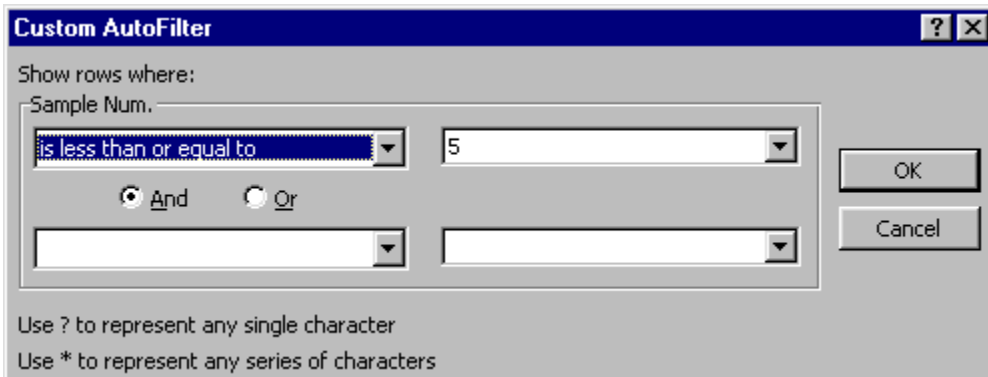 Custom AutoFilter
Show rows where:
Sample Num.
is less than or equal to 5
And Or
OK
Cancel
Use ? to represent any single character
Use * to represent any series of characters